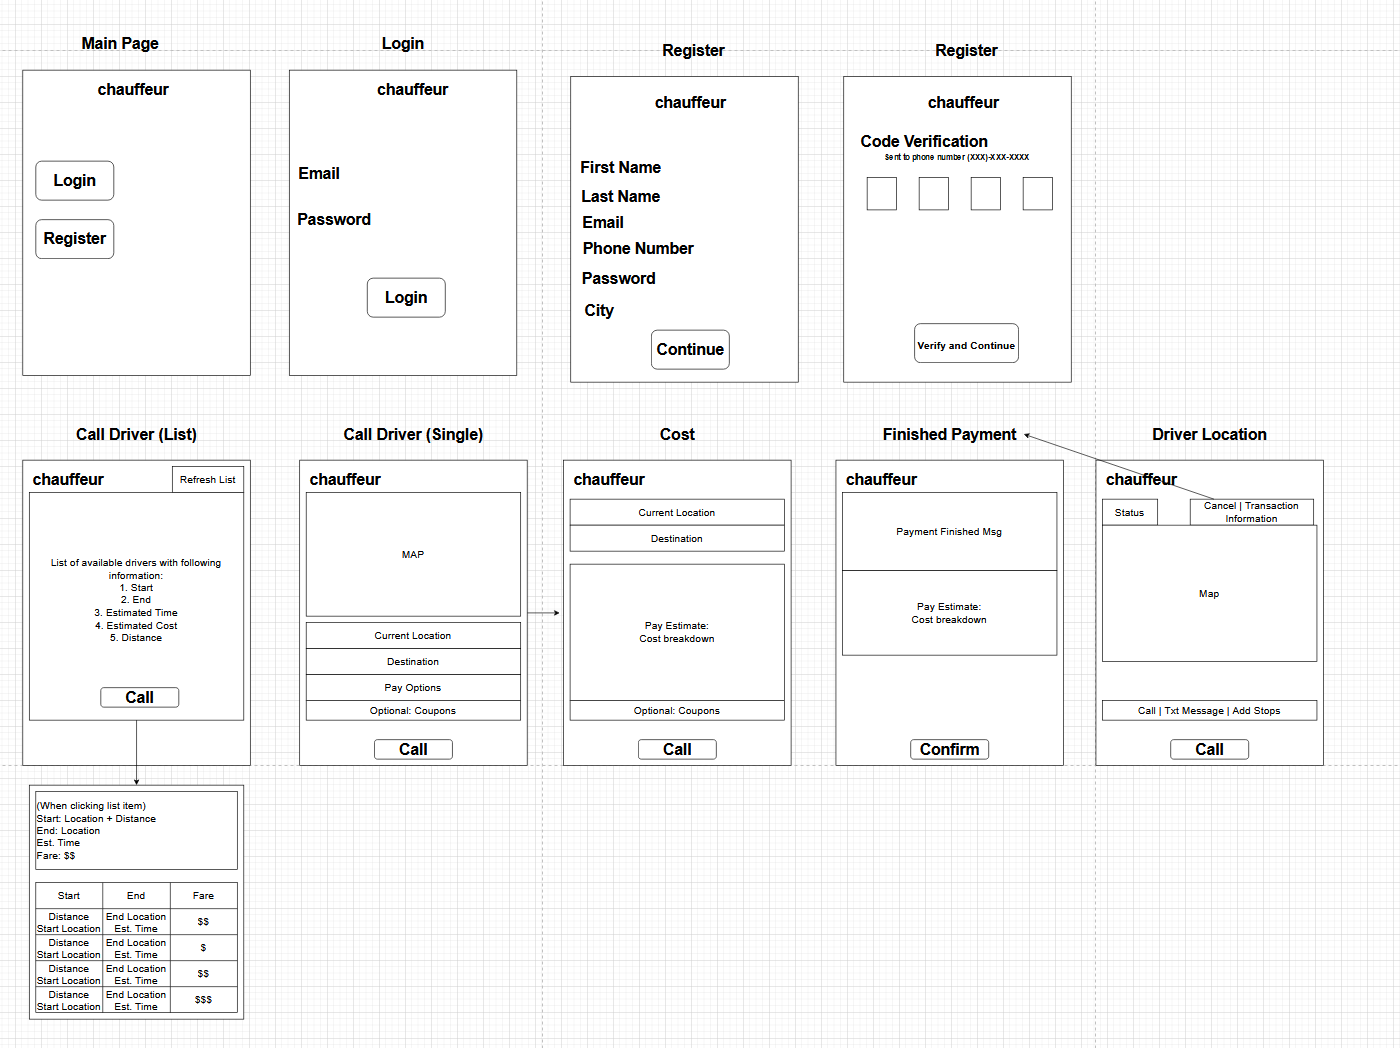 Main Page
chauffeur
Login
Register
Login
chauffeur
Email
Password
Login
Register
chauffeur
First Name
Last Name
Email
Phone Number
Password
City
Continue
Register
chauffeur
Code Verification
Sent to phone number (XXX)-XXX-XXXX
Verify and Continue
Call Driver (List)
chauffeur
Refresh List
List of available drivers with following
information:
1. Start
2. End
3. Estimated Time
4. Estimated Cost
5. Distance
Call
(When clicking list item)
Start: Location + Distance
End: Location
Est. Time
Fare: $$
Start
End
Fare
Distance
Start Location
End Location
Est. Time
$$
Distance
Start Location
End Location
Est. Time
$
Distance
Start Location
End Location
Est. Time
$$
Distance
Start Location
End Location
Est. Time
$$$
Call Driver (Single)
chauffeur
MAP
Current Location
Destination
Pay Options
Optional: Coupons
Call
Cost
chauffeur
Current Location
Destination
Pay Estimate:
Cost breakdown
Optional: Coupons
Call
Finished Payment
chauffeur
Payment Finished Msg
Pay Estimate:
Cost breakdown
Confirm
Driver Location
chauffeur
Status
Cancel | Transaction
Information
Map
Call | Txt Message | Add Stops
Call